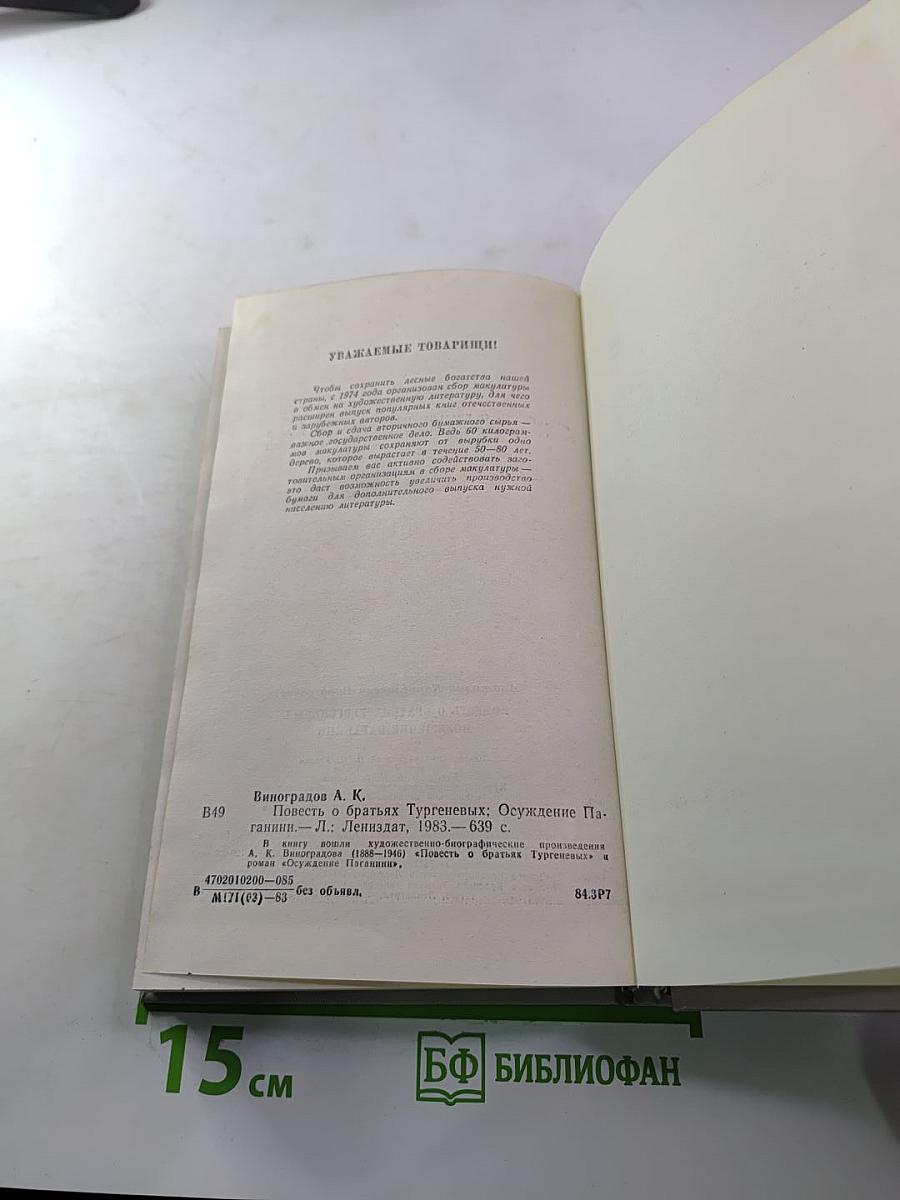 УВАЖАЕМЫЕ ТОВАРИЩИ!
Чтобы сохранить лесные богатства нашей
страны, с 1974 года организован сбор макулатуры
в обмен на художественную литературу, для чего
расширен выпуск популярных книг отечественных
и зарубежных авторов.
Сбор и сдача вторичного бумажного сырья —
важное государственное дело. Ведь 60 килограм-
мов макулатуры сохраняют от вырубки одно
дерево, которое вырастает в течение 50—80 лет.
Призываем вас активно содействовать заго-
товительным организациям в сборе макулатуры —
это даст возможность увеличить производство
бумаги для дополнительного выпуска нужной
населению литературы.
Виноградов А. К.
В49 Повесть о братьях Тургеневых; Осуждение Па-
ганини.— Л.: Лениздат, 1983.— 639 с.
В книгу вошли художественно-биографические произведения
А. К. Виноградова (1888—1946) «Повесть о братьях Тургеневых» и
роман «Осуждение Паганини».
В 4702010200—085 без объявл. 84.3Р7
М171(03)—83
15 см
БФ БИБЛИОФАН